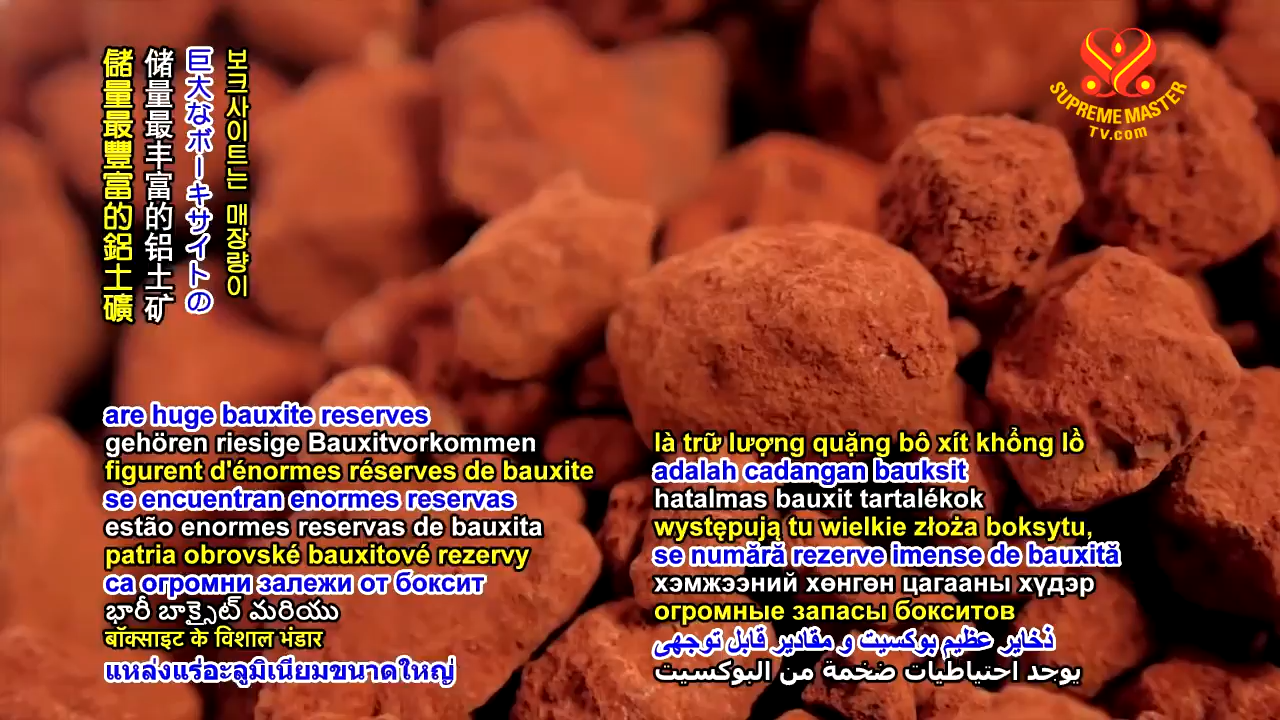 儲量最豐富的鋁土礦
储量最丰富的铝土矿
巨大なボーキサイトの
보크사이트는 매장량이
SUPREME MASTER
TV.com
are huge bauxite reserves
gehören riesige Bauxitvorkommen
figurent d'énormes réserves de bauxite
se encuentran enormes reservas
estão enormes reservas de bauxita
patria obrovské bauxitové rezervy
са огромни залежи от боксит
భారీ బాక్సైట్ మరియు
बॉक्साइट के विशाल भंडार
แหล่งแร่อะลูมิเนียมขนาดใหญ่
là trữ lượng quặng bô xít khổng lồ
adalah cadangan bauksit
hatalmas bauxit tartalékok
występują tu wielkie złoża boksytu,
se numără rezerve imense de bauxită
хэмжээний хөнгөн цагааны хүдэр
огромные запасы бокситов
ذخایر عظیم بوکسیت و مقادیر قابل توجهی
يوجد احتياطيات ضخمة من البوكسيت